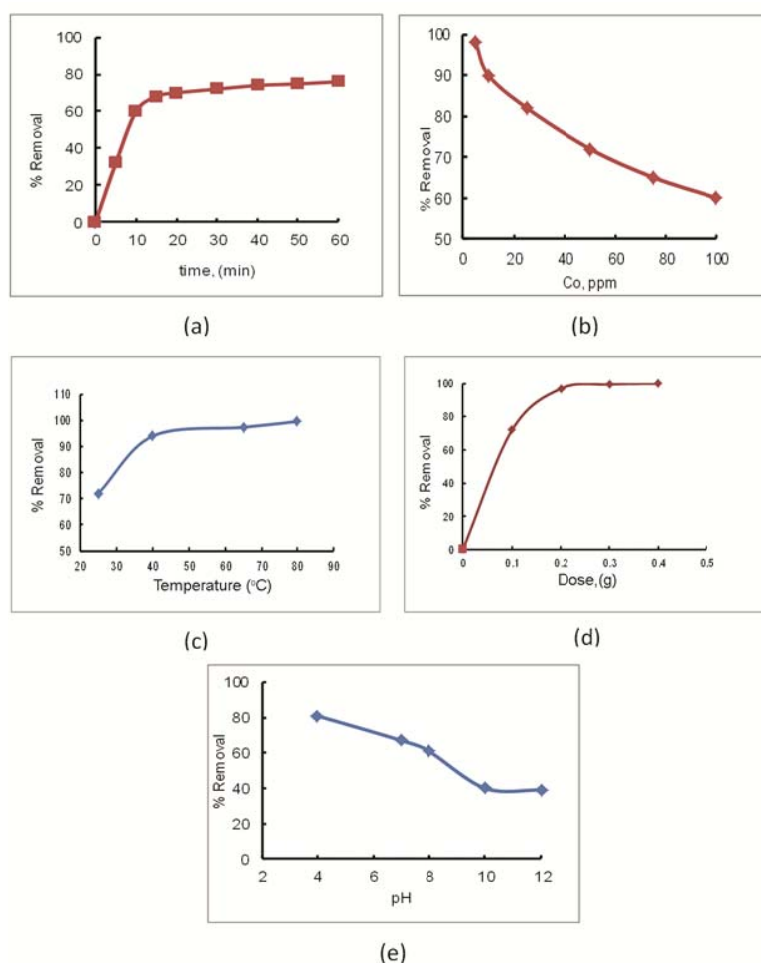 100
80
60
40
20
0
% Removal
0 10 20 30 40 50 60
time, (min)
(a)
100
90
80
70
60
50
% Removal
0 20 40 60 80 100
Co, ppm
(b)
110
100
90
80
70
60
50
% Removal
20 30 40 50 60 70 80 90
Temperature (°C)
(c)
100
80
60
40
20
0
% Removal
0 0.1 0.2 0.3 0.4 0.5
Dose,(g)
(d)
100
80
60
40
20
0
% Removal
2 4 6 8 10 12
pH
(e)